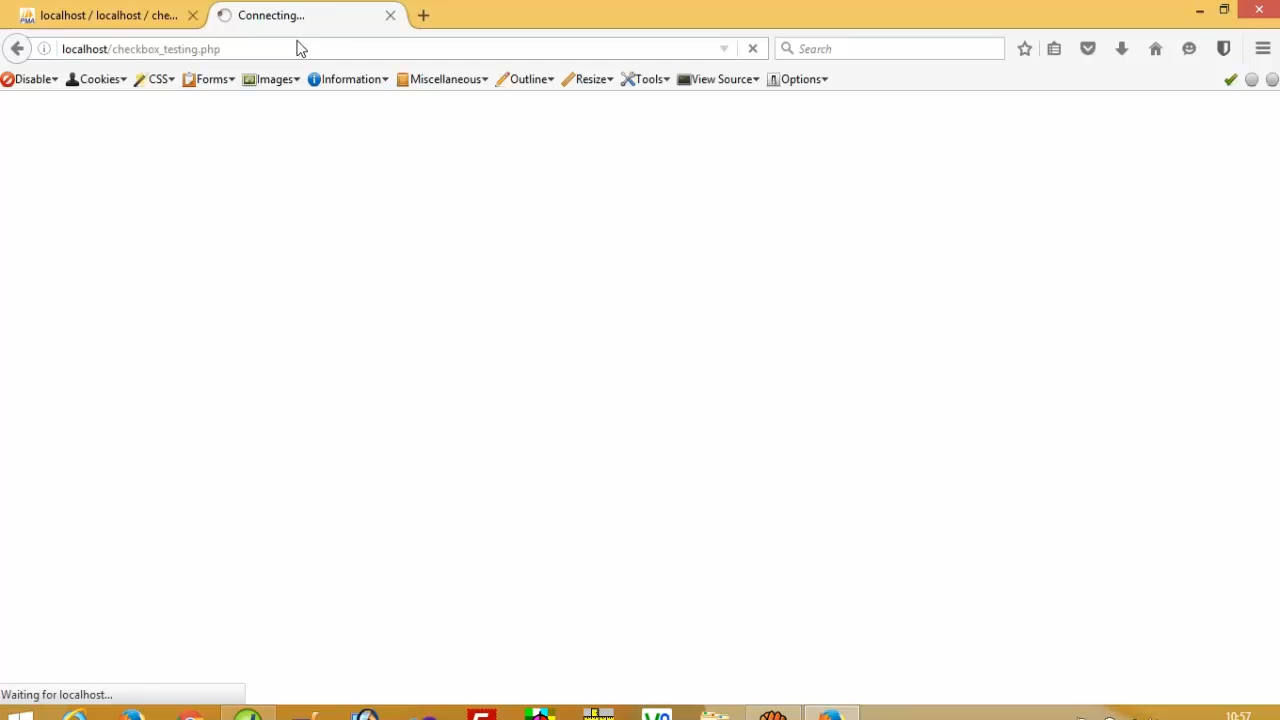 localhost / localhost / che...
Connecting...
localhost/checkbox_testing.php
Search
Disable Cookies CSS Forms Images Information Miscellaneous Outline Resize Tools View Source Options
Waiting for localhost...
10:57